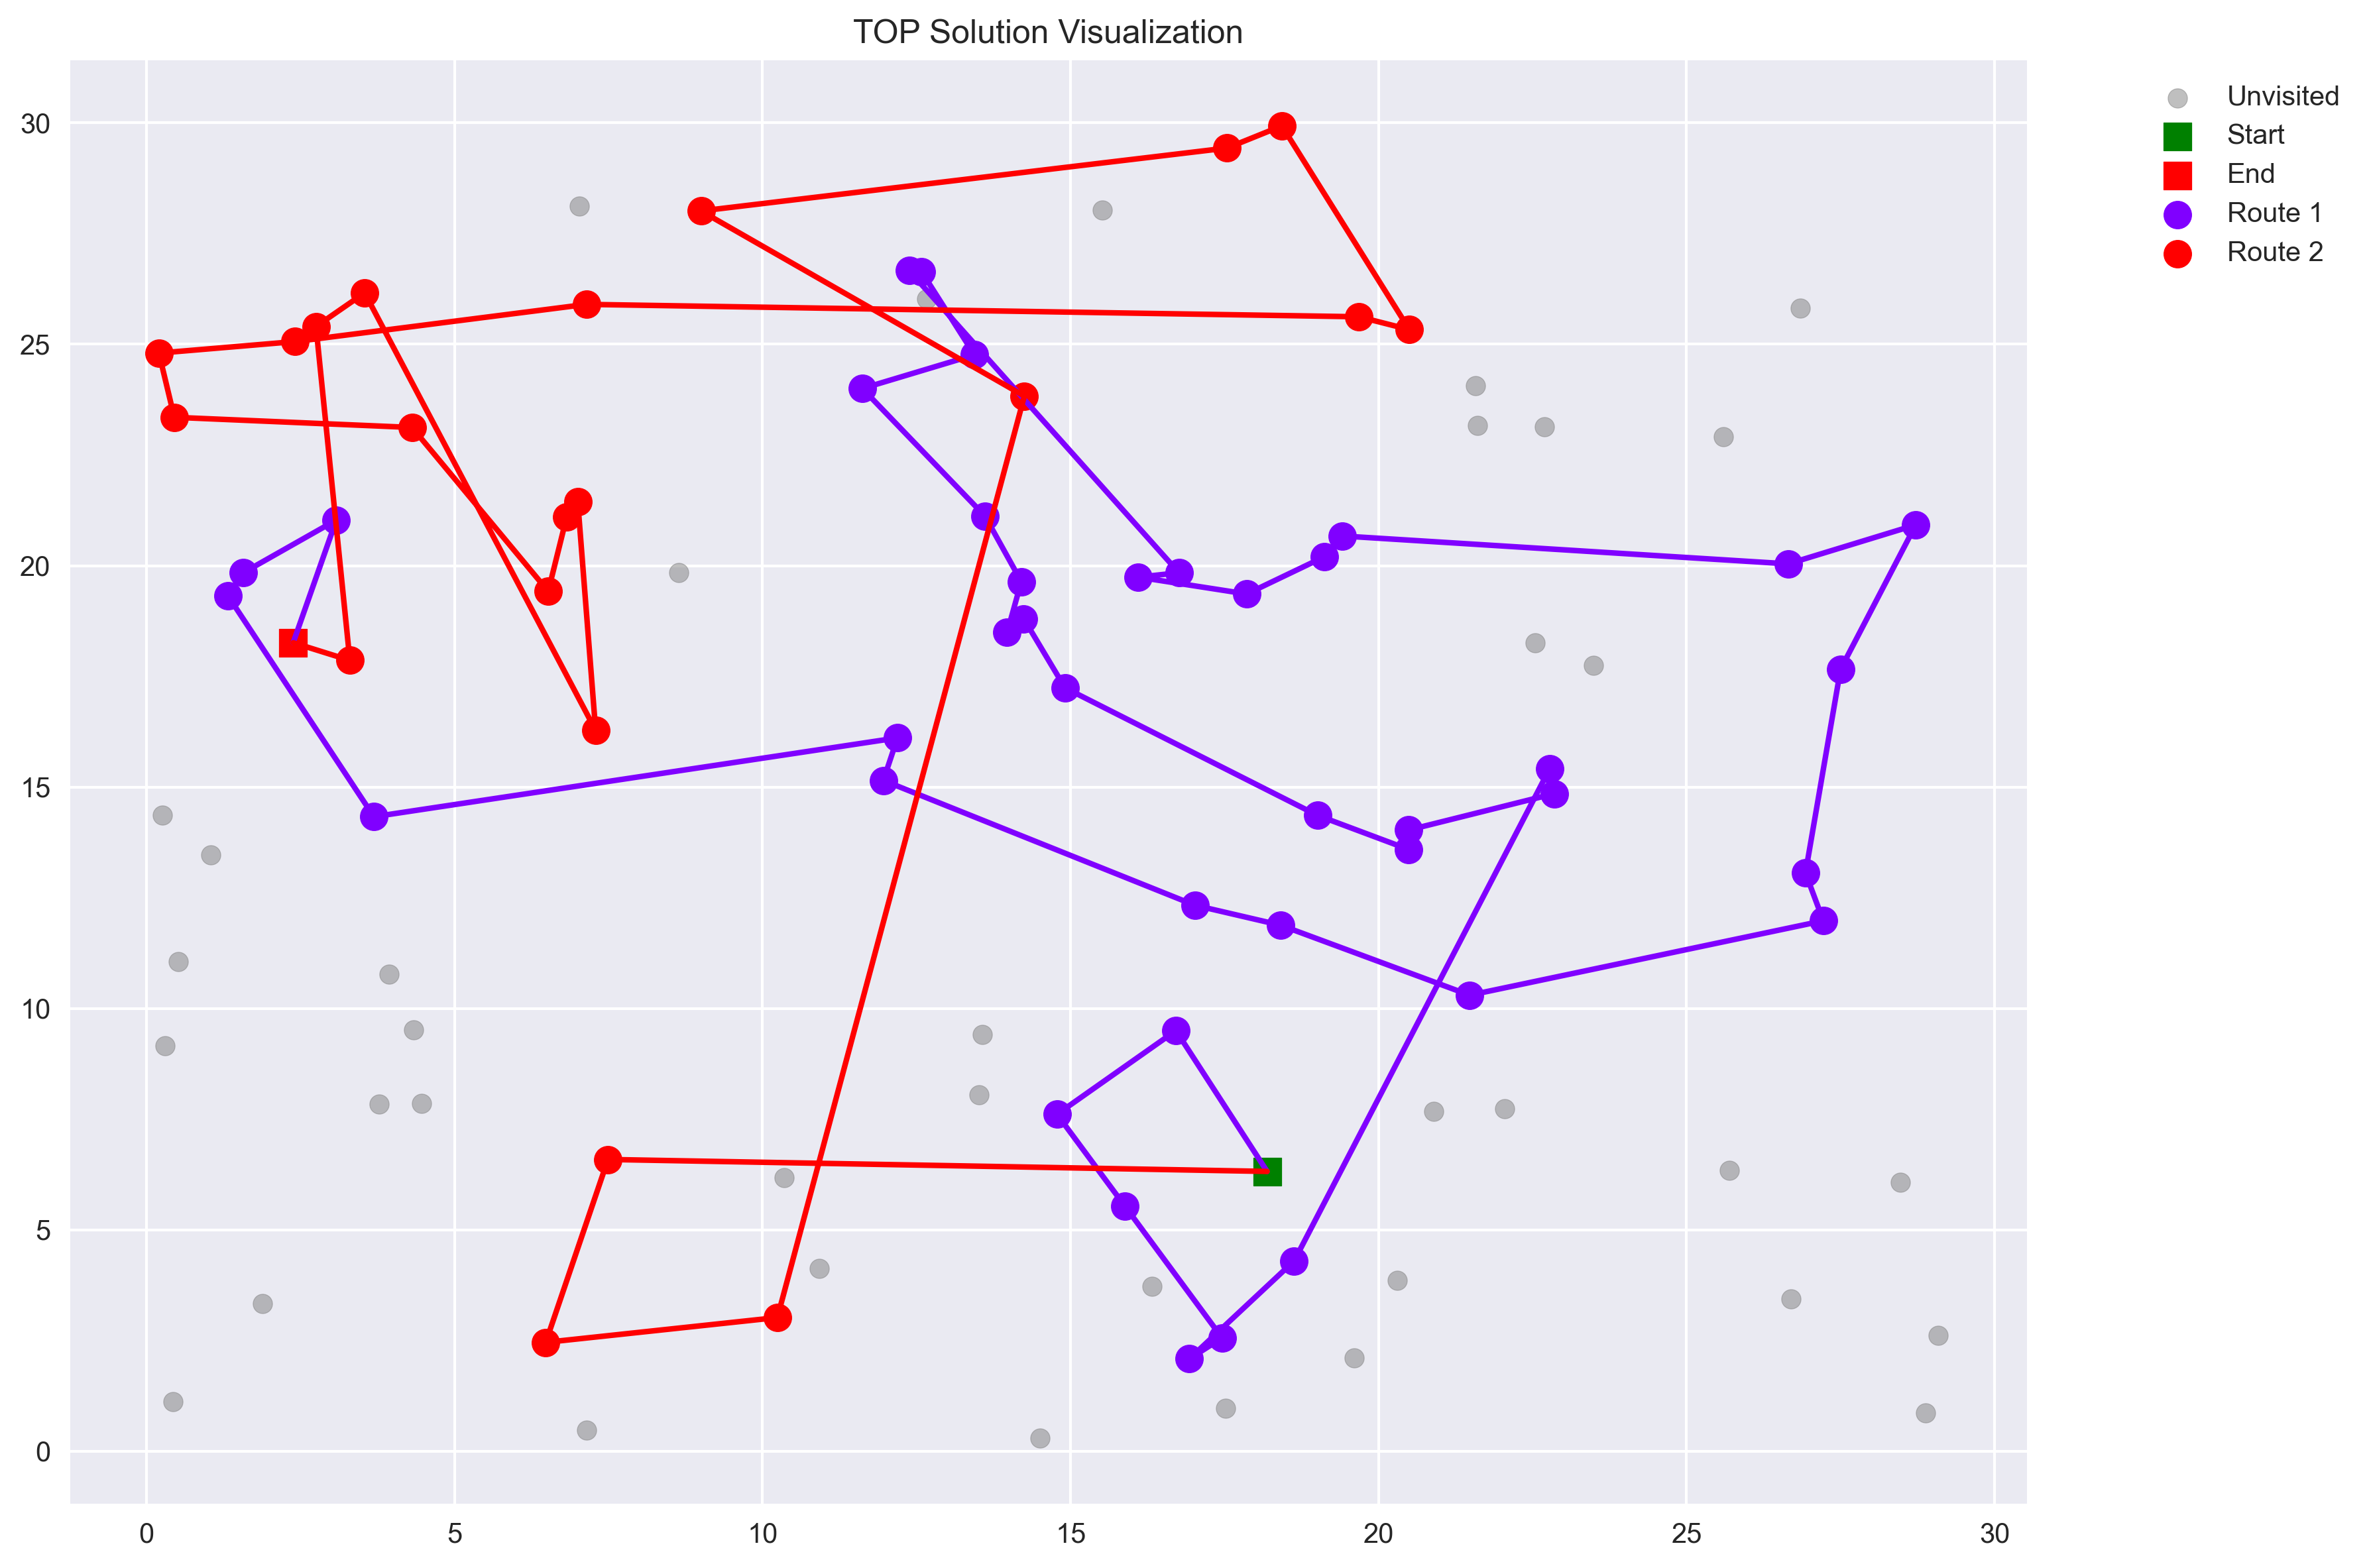 TOP Solution Visualization
30
25
20
15
10
5
0
0 5 10 15 20 25 30
Unvisited
Start
End
Route 1
Route 2